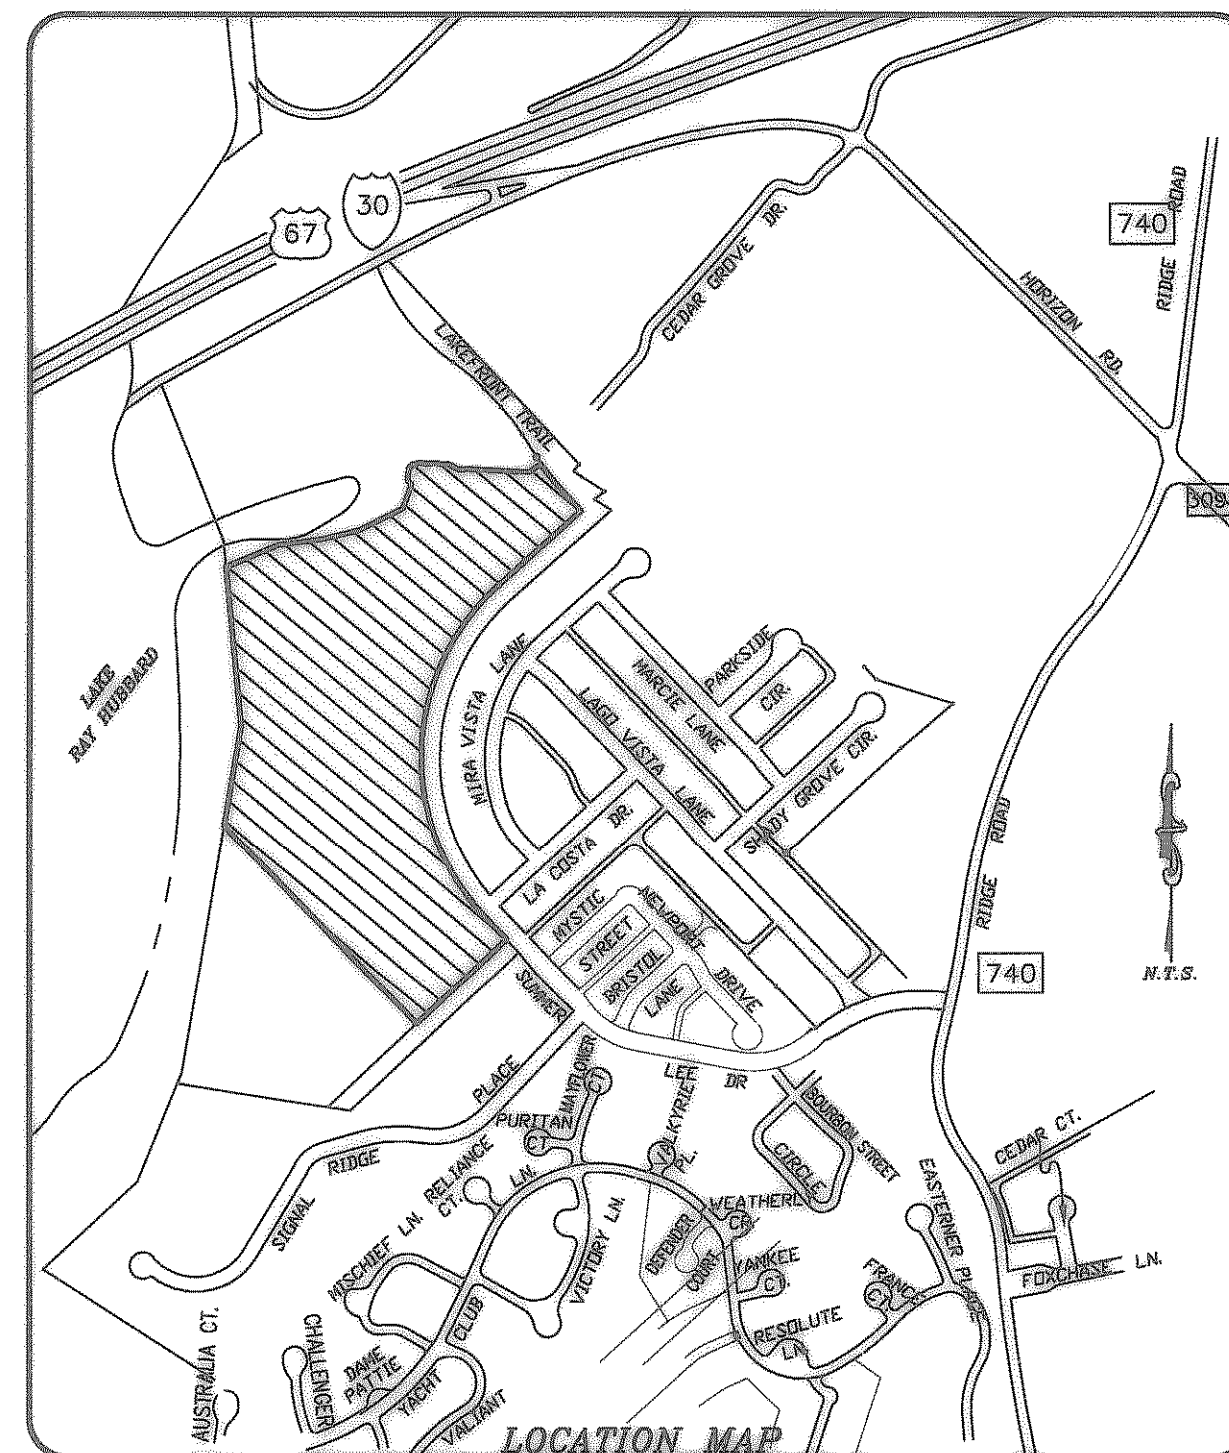 30
67
740
RIDGE ROAD
CEDAR GROVE DR.
HORIZON RD.
LAKEFRONT TRAIL
309
LAKE
RAY HUBBARD
MIRA VISTA LANE
MARCIE LANE
PARKSIDE
CIR.
LAGO VISTA LANE
SHADY GROVE CIR.
LA COSTA DR.
RIDGE ROAD
MYSTIC
STREET
NEWPORT DRIVE
BRISTOL
LANE
740
N.T.S.
SUMMER
LEE DR
MAYFLOWER
CT
PURITAN
CT
VALKYRIE
PL.
BOURBON STREET
CIRCLE
CEDAR CT.
SIGNAL RIDGE PLACE
RELIANCE
CT.
LN.
WEATHERLY
CR.
EASTERNER PLACE
MISCHIEF LN.
VICTORY LN.
DEFENDER
COURT
YANKEE
CT.
FRANCE
CT
FOXCHASE LN.
AUSTRALIA CT.
CHALLENGER
DAME
PATTIE
YACHT CLUB
RESOLUTE
LN.
VALIANT
LOCATION MAP